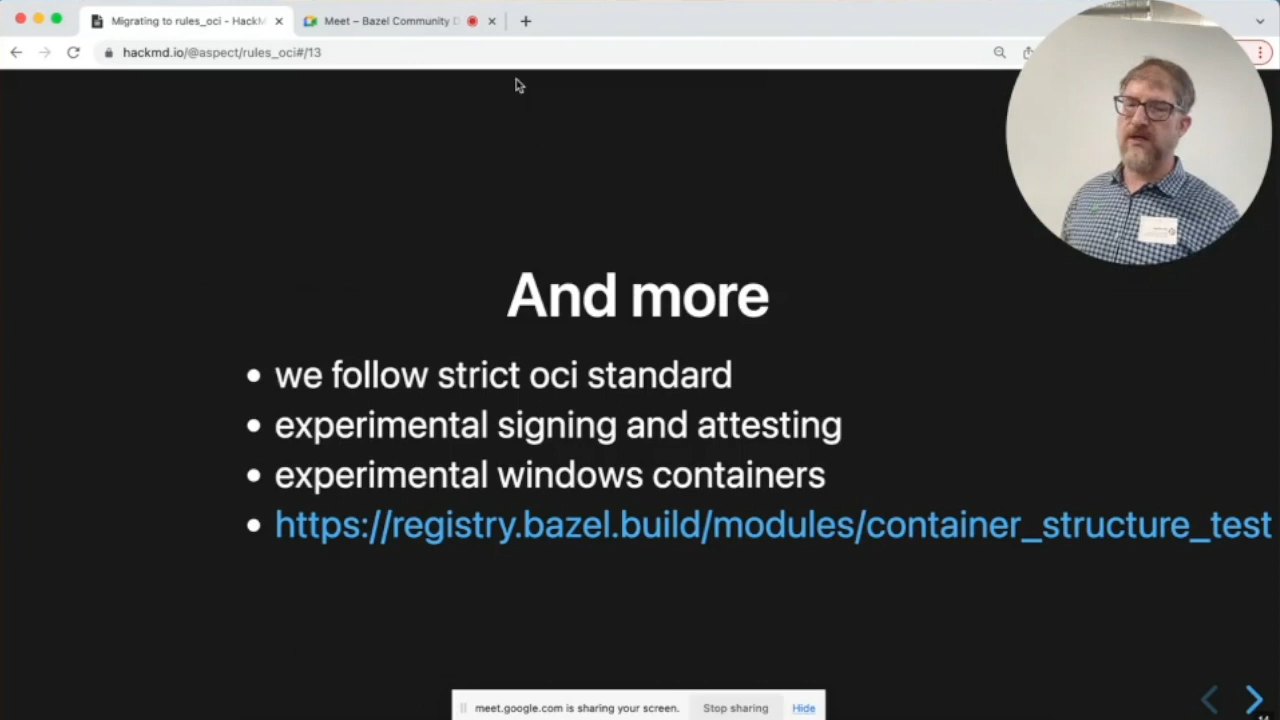 Migrating to rules_oci - HackM
Meet – Bazel Community D
hackmd.io/@aspect/rules_oci#/13
And more
• we follow strict oci standard
• experimental signing and attesting
• experimental windows containers
• https://registry.bazel.build/modules/container_structure_test
meet.google.com is sharing your screen.
Stop sharing
Hide